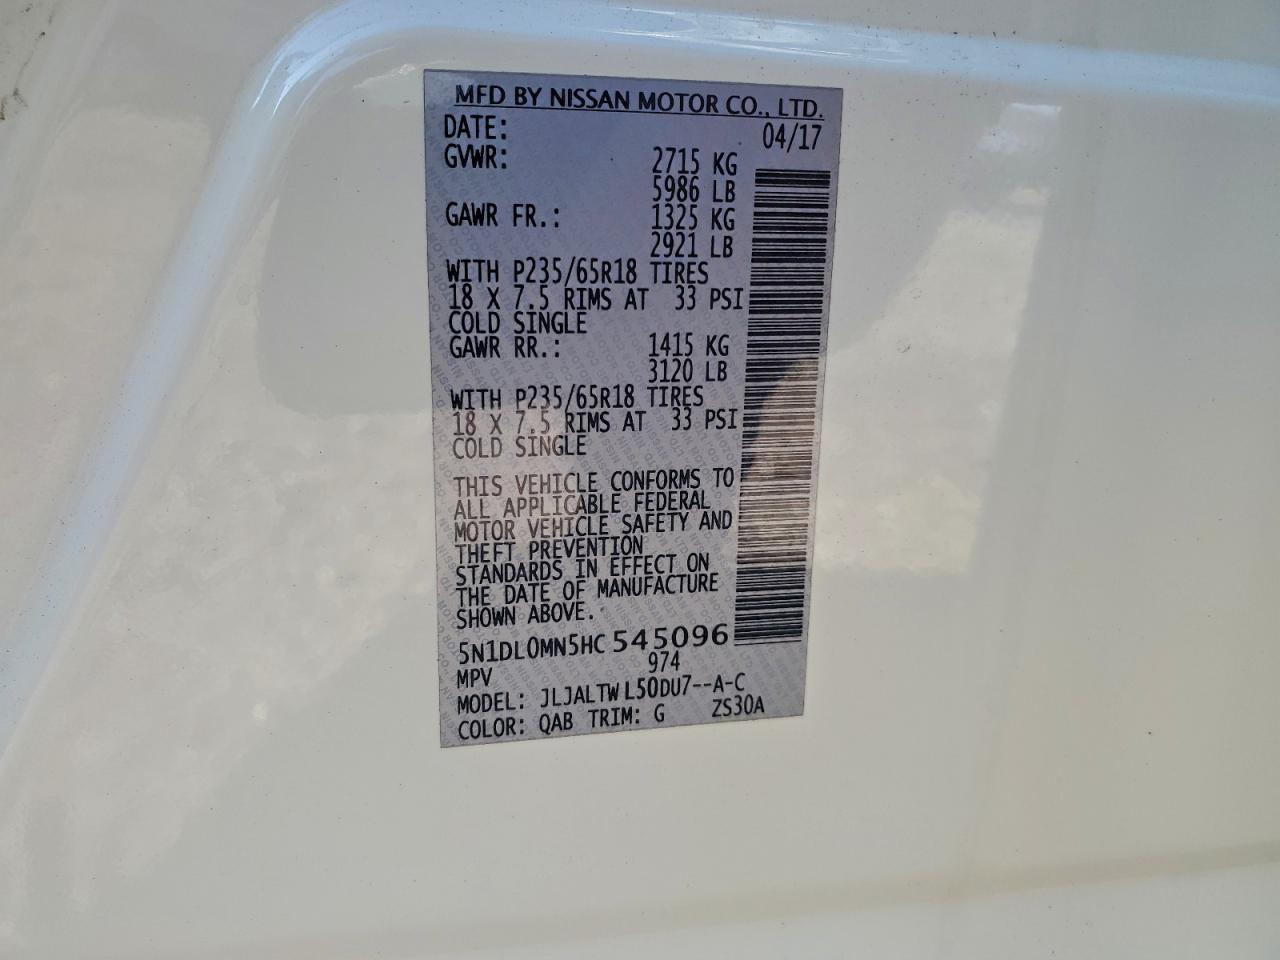 MFD BY NISSAN MOTOR CO., LTD.
DATE: 04/17
GVWR: 2715 KG
5986 LB
GAWR FR.: 1325 KG
2921 LB
WITH P235/65R18 TIRES
18 X 7.5 RIMS AT 33 PSI
COLD SINGLE
GAWR RR.: 1415 KG
3120 LB
WITH P235/65R18 TIRES
18 X 7.5 RIMS AT 33 PSI
COLD SINGLE
THIS VEHICLE CONFORMS TO
ALL APPLICABLE FEDERAL
MOTOR VEHICLE SAFETY AND
THEFT PREVENTION
STANDARDS IN EFFECT ON
THE DATE OF MANUFACTURE
SHOWN ABOVE.
5N1DL0MN5HC 545096
MPV 974
MODEL: JLJALTW L50DU7--A-C
COLOR: QAB TRIM: G ZS30A